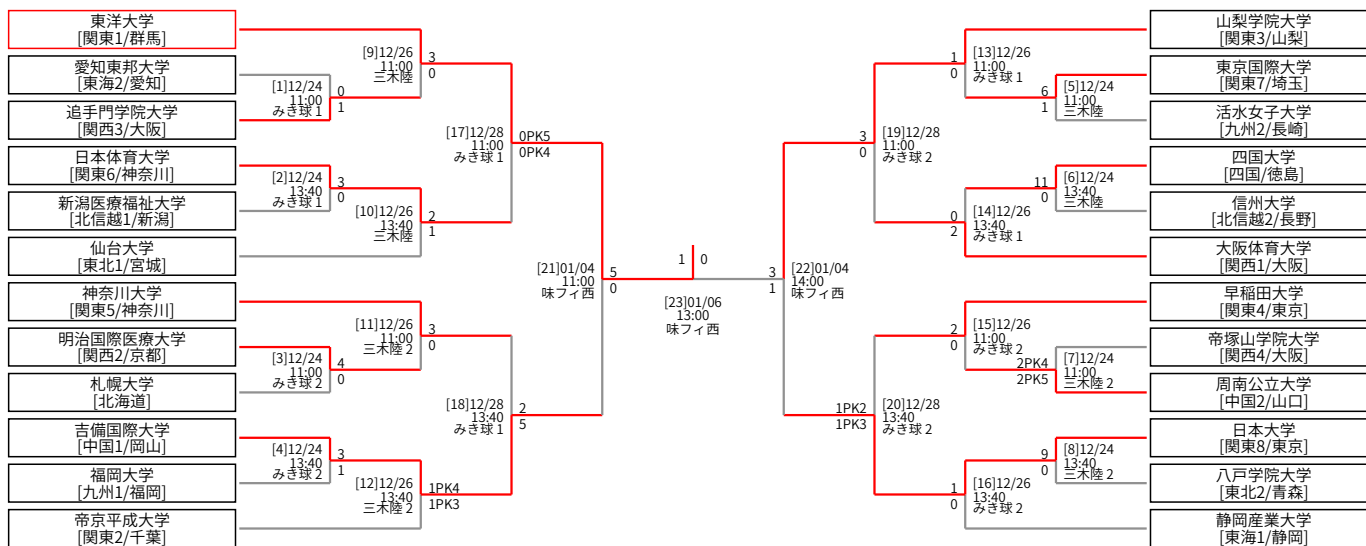 東洋大学
[関東1/群馬]
愛知東邦大学
[東海2/愛知]
追手門学院大学
[関西3/大阪]
日本体育大学
[関東6/神奈川]
新潟医療福祉大学
[北信越1/新潟]
仙台大学
[東北1/宮城]
神奈川大学
[関東5/神奈川]
明治国際医療大学
[関西2/京都]
札幌大学
[北海道]
吉備国際大学
[中国1/岡山]
福岡大学
[九州1/福岡]
帝京平成大学
[関東2/千葉]
[1]12/24
11:00
みき球 1
0
1
[2]12/24
13:40
みき球 1
3
0
[3]12/24
11:00
みき球 2
4
0
[4]12/24
13:40
みき球 2
3
1
[9]12/26
11:00
三木陸
3
0
[10]12/26
13:40
三木陸
2
1
[11]12/26
11:00
三木陸 2
3
0
[12]12/26
13:40
三木陸 2
1PK4
1PK3
[17]12/28
11:00
みき球 1
0PK5
0PK4
[18]12/28
13:40
みき球 1
2
5
[21]01/04
11:00
味フィ西
5
0
1
0
[23]01/06
13:00
味フィ西
3
1
[22]01/04
14:00
味フィ西
3
0
[19]12/28
11:00
みき球 2
1PK2
1PK3
[20]12/28
13:40
みき球 2
1
0
[13]12/26
11:00
みき球 1
0
2
[14]12/26
13:40
みき球 1
2
0
[15]12/26
11:00
みき球 2
1
0
[16]12/26
13:40
みき球 2
6
1
[5]12/24
11:00
三木陸
11
0
[6]12/24
13:40
三木陸
2PK4
2PK5
[7]12/24
11:00
三木陸 2
9
0
[8]12/24
13:40
三木陸 2
山梨学院大学
[関東3/山梨]
東京国際大学
[関東7/埼玉]
活水女子大学
[九州2/長崎]
四国大学
[四国/徳島]
信州大学
[北信越2/長野]
大阪体育大学
[関西1/大阪]
早稲田大学
[関東4/東京]
帝塚山学院大学
[関西4/大阪]
周南公立大学
[中国2/山口]
日本大学
[関東8/東京]
八戸学院大学
[東北2/青森]
静岡産業大学
[東海1/静岡]